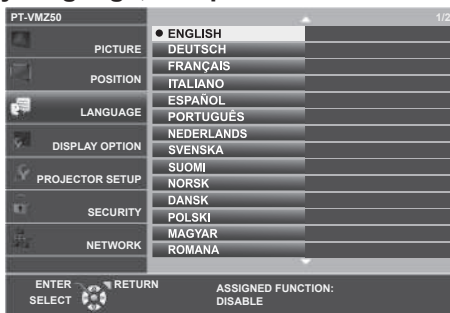 PT-VMZ50
1/2
PICTURE
POSITION
LANGUAGE
DISPLAY OPTION
PROJECTOR SETUP
SECURITY
NETWORK
ENGLISH
DEUTSCH
FRANÇAIS
ITALIANO
ESPAÑOL
PORTUGUÊS
NEDERLANDS
SVENSKA
SUOMI
NORSK
DANSK
POLSKI
MAGYAR
ROMANA
ENTER
RETURN
SELECT
ASSIGNED FUNCTION:
DISABLE